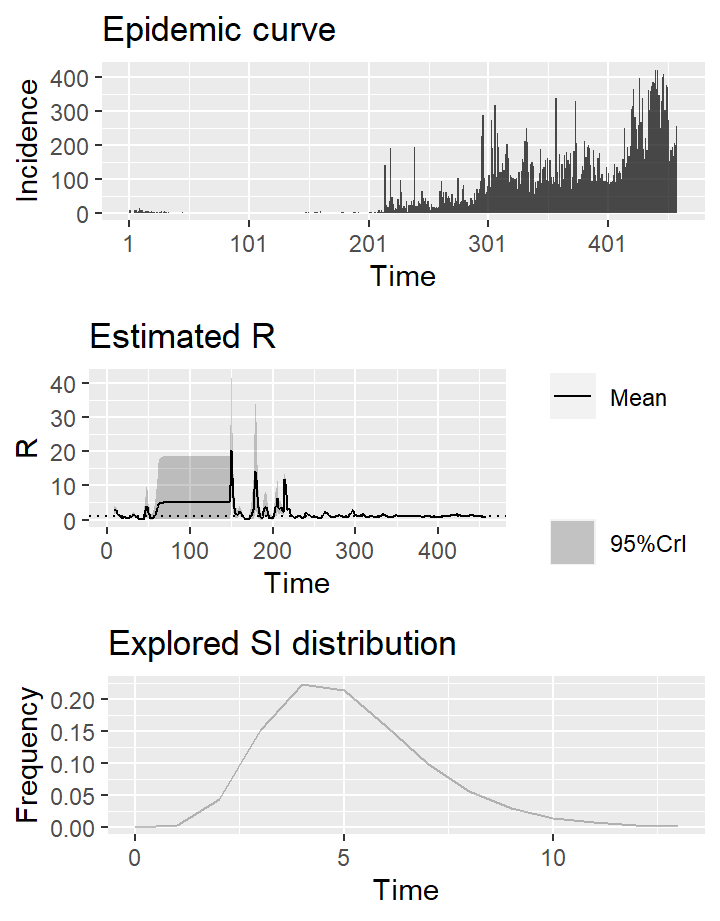 Epidemic curve
400
300
200
100
0
Incidence
1 101 201 301 401
Time
Estimated R
40
30
20
10
0
R
0 100 200 300 400
Time
Mean
95%CrI
Explored SI distribution
0.20
0.15
0.10
0.05
0.00
Frequency
0 5 10
Time